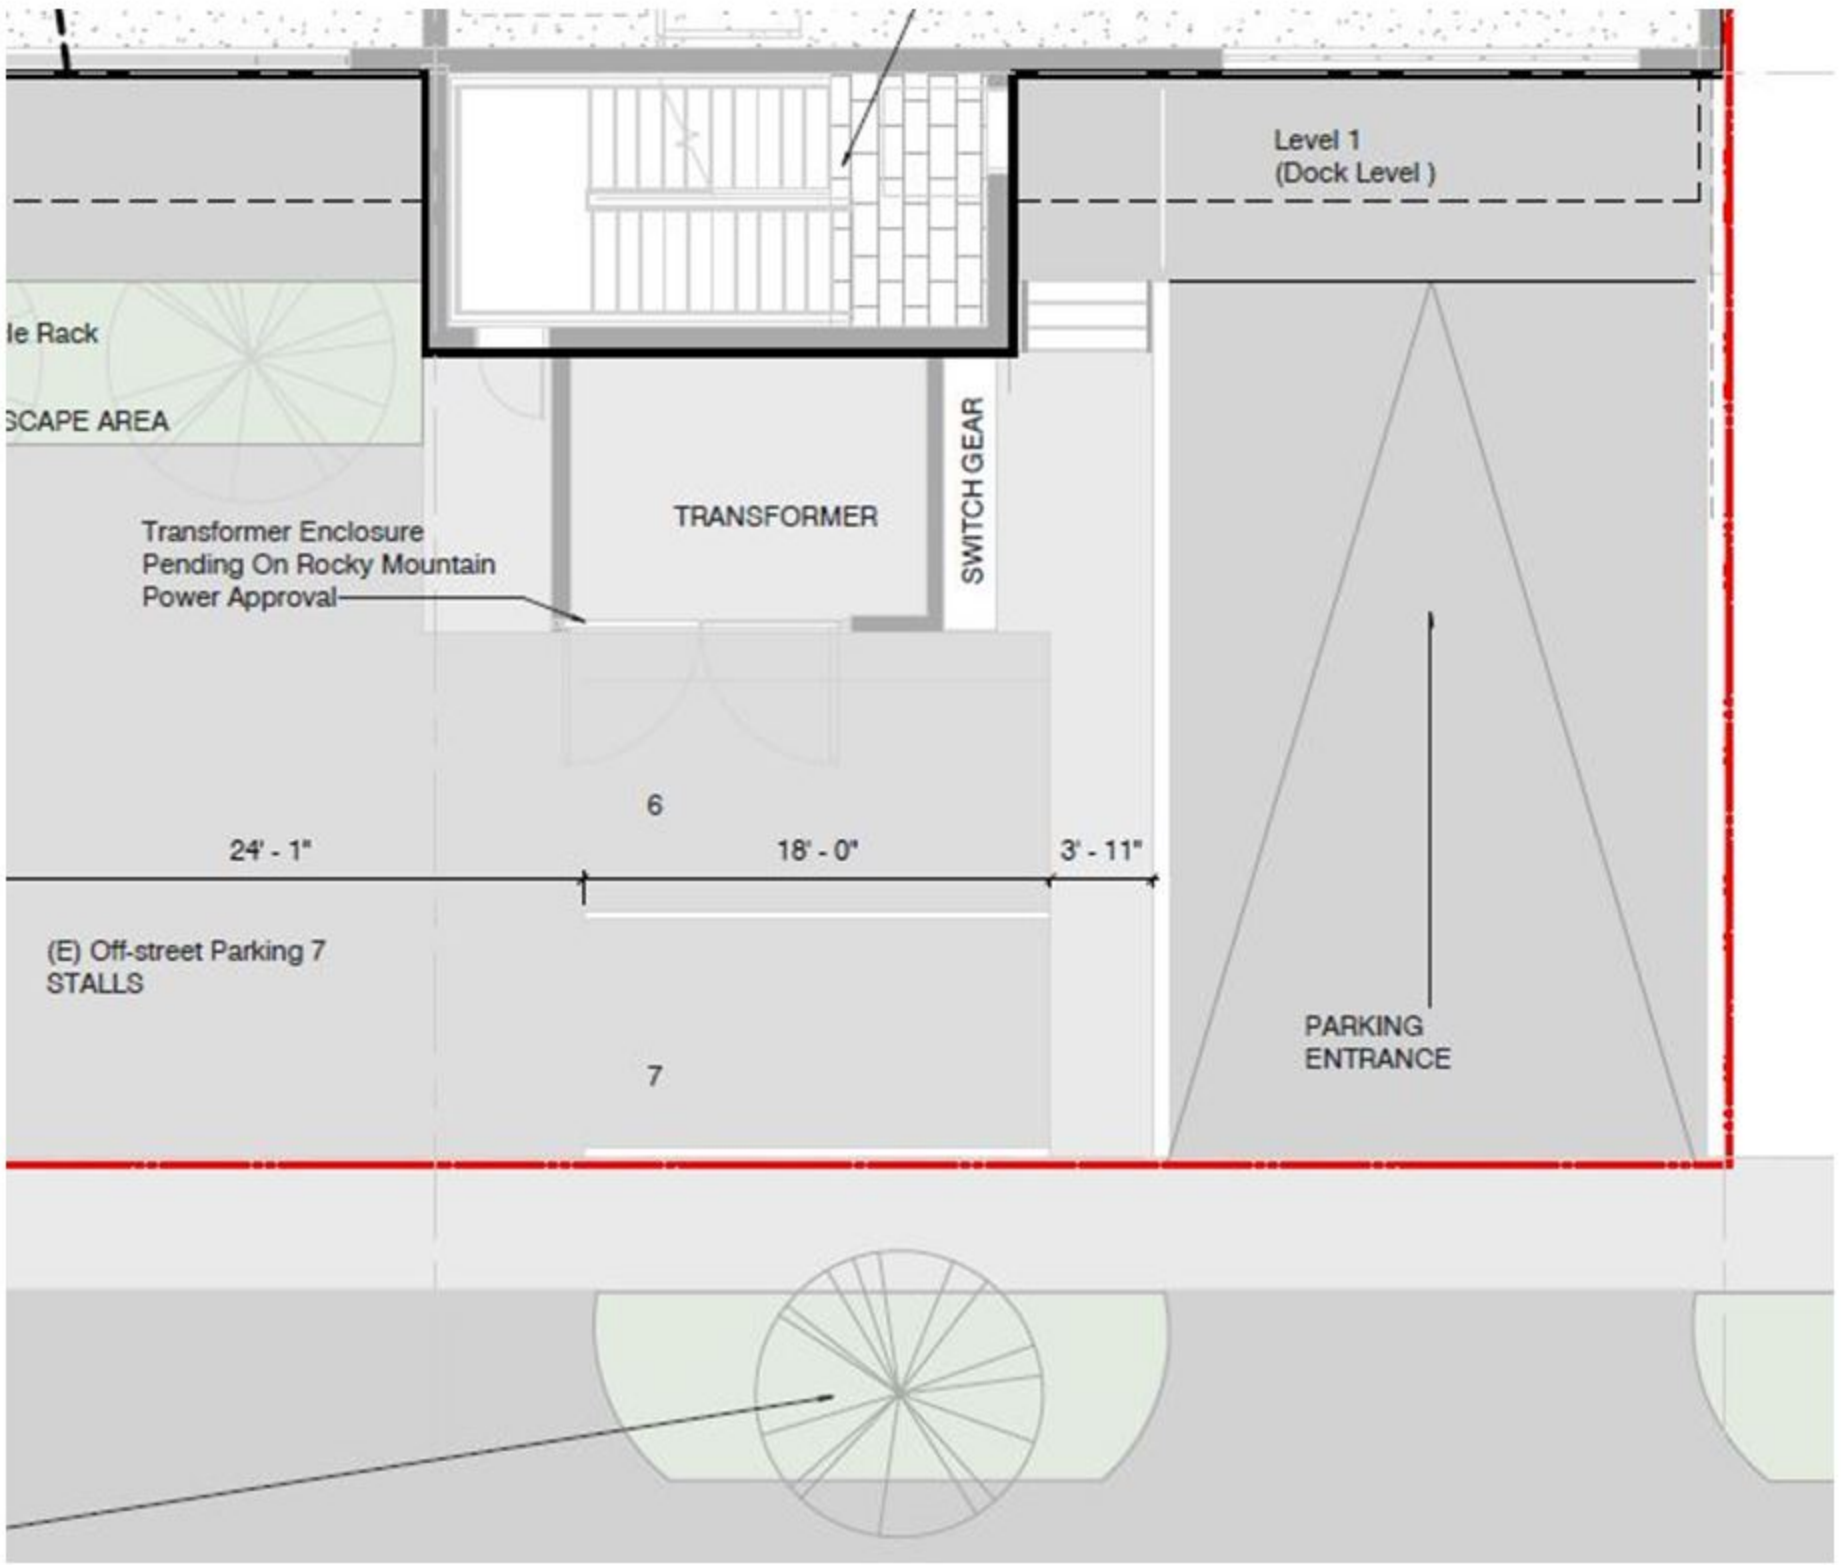 Level 1
(Dock Level )
le Rack
SCAPE AREA
Transformer Enclosure
Pending On Rocky Mountain
Power Approval
TRANSFORMER
SWITCH GEAR
6
24' - 1"
18' - 0"
3' - 11"
(E) Off-street Parking 7
STALLS
7
PARKING
ENTRANCE